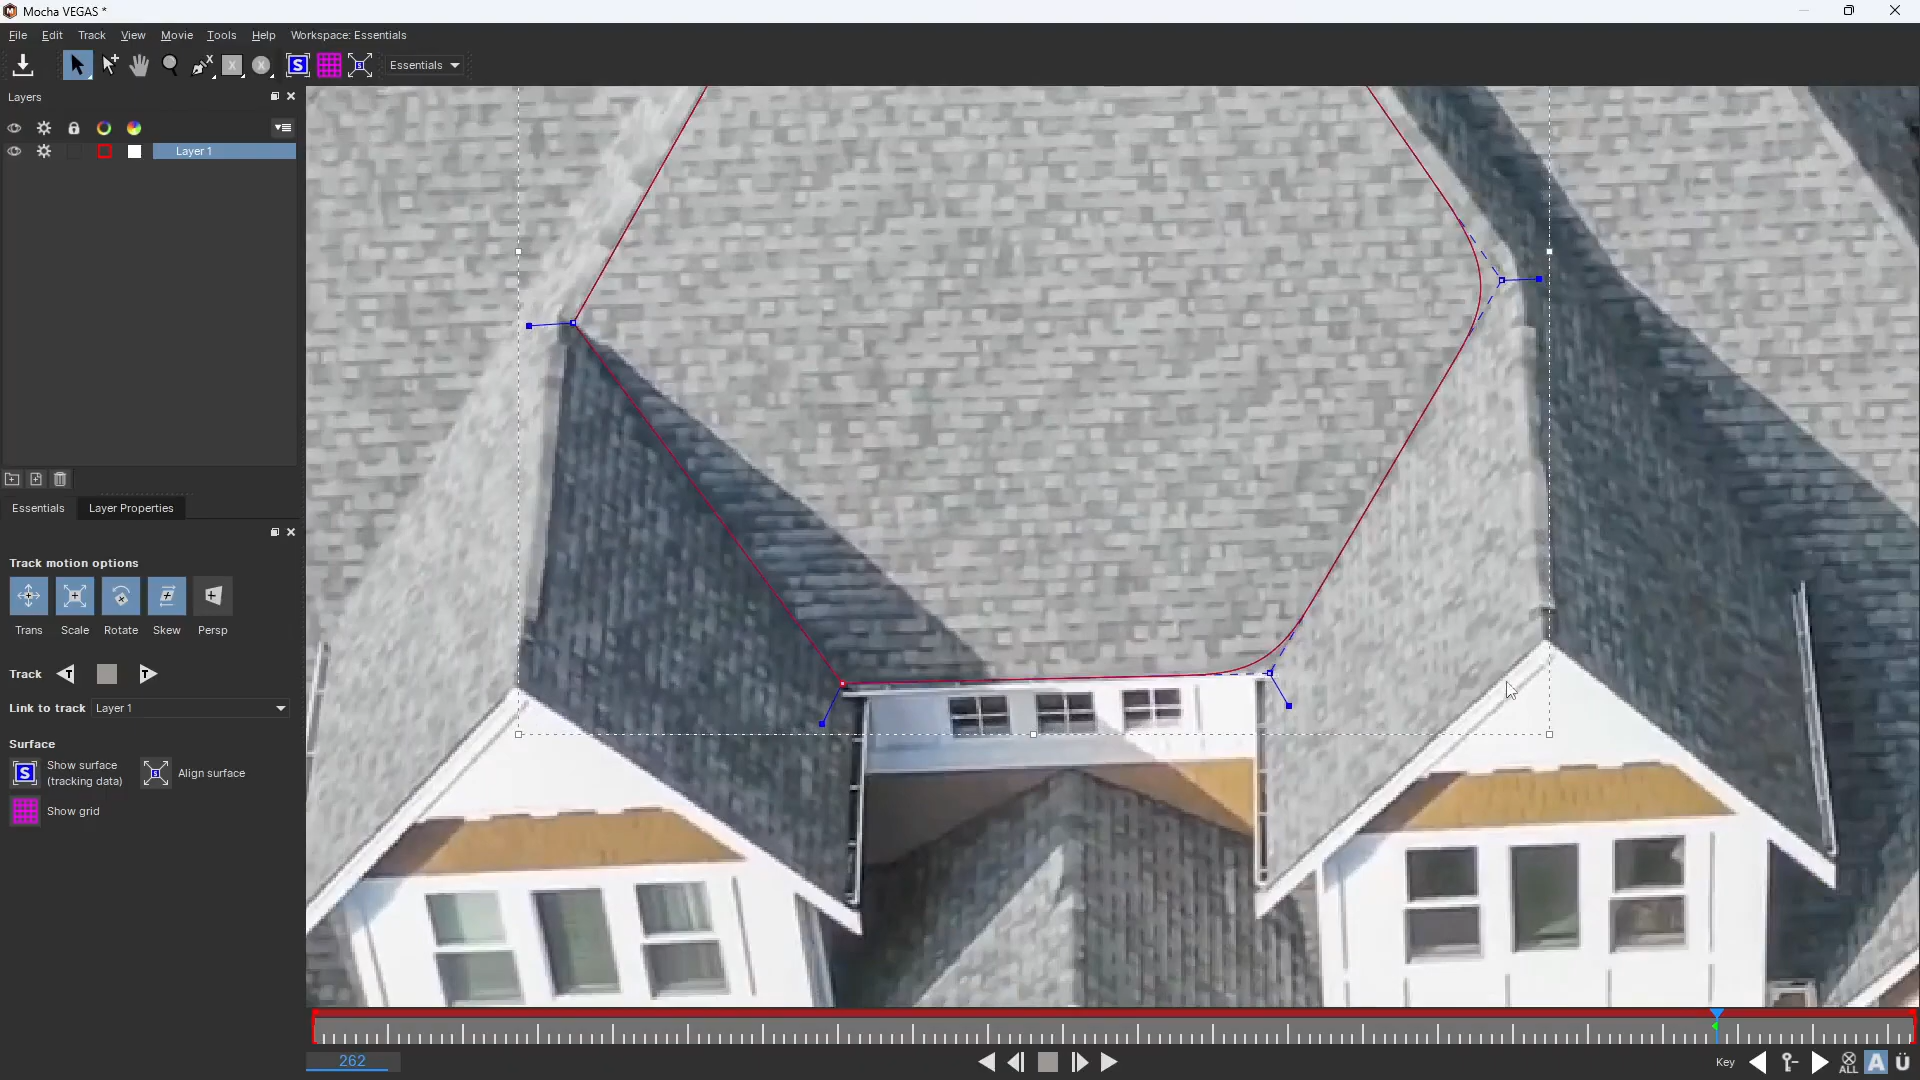 Mocha VEGAS *
File Edit Track View Movie Tools Help Workspace: Essentials
S Essentials
Layers
Layer 1
Essentials Layer Properties
Track motion options
Trans Scale Rotate Skew Persp
Track T T
Link to track Layer 1
Surface
S Show surface
(tracking data)
Align surface
Show grid
262
Key ALL A Ü